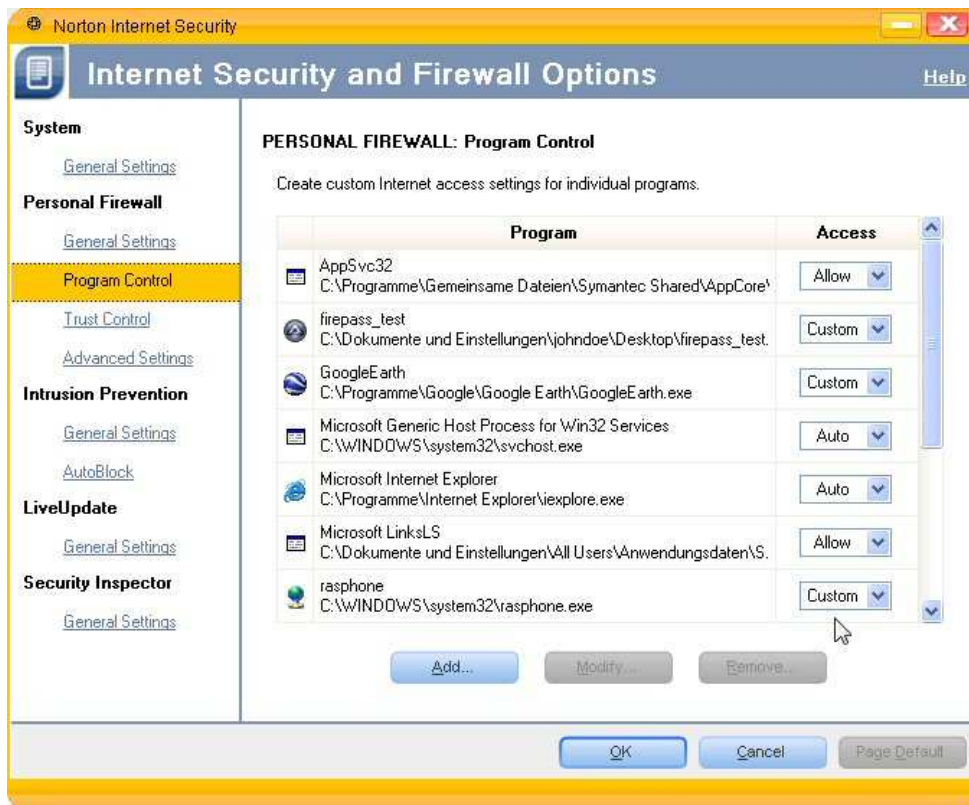 Norton Internet Security
Internet Security and Firewall Options
Help
System
General Settings
Personal Firewall
General Settings
Program Control
Trust Control
Advanced Settings
Intrusion Prevention
General Settings
AutoBlock
LiveUpdate
General Settings
Security Inspector
General Settings
PERSONAL FIREWALL: Program Control
Create custom Internet access settings for individual programs.
Program Access
AppSvc32
C:\Programme\Gemeinsame Dateien\Symantec Shared\AppCore\
Allow
firepass_test
C:\Dokumente und Einstellungen\johndoe\Desktop\firepass_test.
Custom
GoogleEarth
C:\Programme\Google\Google Earth\GoogleEarth.exe
Custom
Microsoft Generic Host Process for Win32 Services
C:\WINDOWS\system32\svchost.exe
Auto
Microsoft Internet Explorer
C:\Programme\Internet Explorer\iexplore.exe
Auto
Microsoft LinksLS
C:\Dokumente und Einstellungen\All Users\Anwendungsdaten\S.
Allow
rasphone
C:\WINDOWS\system32\rasphone.exe
Custom
Add... Modify... Remove...
OK Cancel Page Default